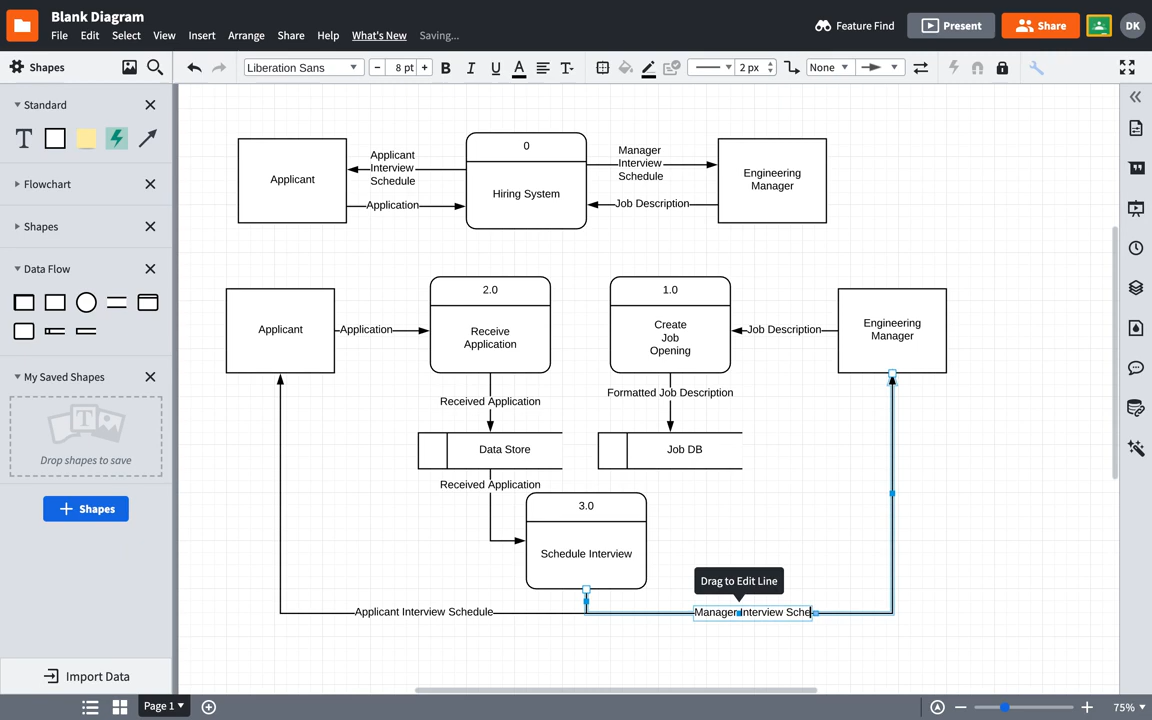 Blank Diagram
File Edit Select View Insert Arrange Share Help What's New Saving...
Feature Find
Present
Share
DK
Shapes
Liberation Sans
− 8 pt +
B I U A T
2 px
None
Standard
T
Flowchart
Shapes
Data Flow
My Saved Shapes
T
Drop shapes to save
+ Shapes
Import Data
Applicant
Applicant
Interview
Schedule
Application
0
Hiring System
Manager
Interview
Schedule
Job Description
Engineering
Manager
Applicant
Application
2.0
Receive
Application
1.0
Create
Job
Opening
Job Description
Engineering
Manager
Received Application
Formatted Job Description
Data Store
Job DB
Received Application
3.0
Schedule Interview
Drag to Edit Line
Applicant Interview Schedule
Manager Interview Sche
Page 1
75%